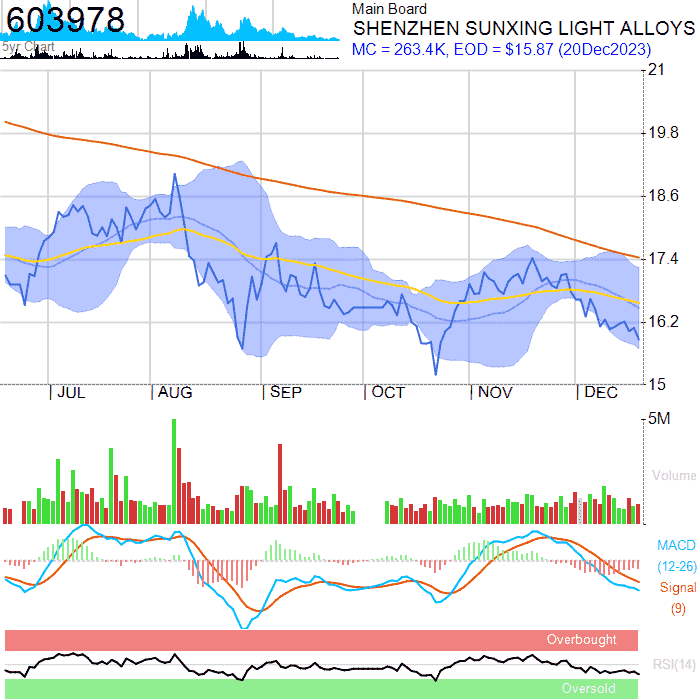 603978
5yr Chart
Main Board
SHENZHEN SUNXING LIGHT ALLOYS
MC = 263.4K, EOD = $15.87 (20Dec2023)
21
19.8
18.6
17.4
16.2
15
JUL AUG SEP OCT NOV DEC
5M
Volume
MACD
(12-26)
Signal
(9)
Overbought
RSI(14)
Oversold